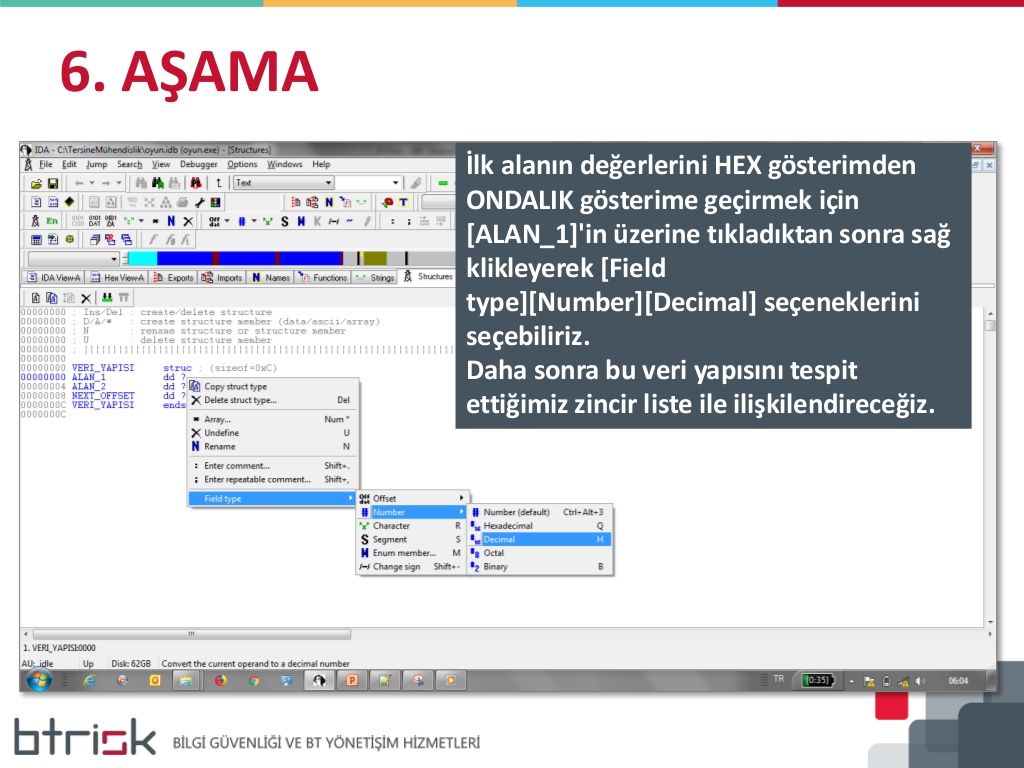 6. AŞAMA
IDA - C:\TersineMühendislik\oyun.idb (oyun.exe) - [Structures]
File Edit Jump Search View Debugger Options Windows Help
Text
IDA View-A Hex View-A Exports Imports Names Functions Strings Structures
00000000 ; Ins/Del : create/delete structure
00000000 ; D/A/* : create structure member (data/ascii/array)
00000000 ; N : rename structure or structure member
00000000 ; U : delete structure member
00000000
00000000 VERI_YAPISI struc ; (sizeof=0xC)
00000000 ALAN_1 dd ?
00000004 ALAN_2 dd ?
00000008 NEXT_OFFSET dd ?
0000000C VERI_YAPISI ends
0000000C
Copy struct type
Delete struct type... Del
Array... Num *
Undefine U
Rename N
Enter comment... Shift+.
Enter repeatable comment... Shift+,
Field type
Offset
Number
Character R
Segment S
Enum member... M
Change sign Shift+-
Number (default) Ctrl+Alt+3
Hexadecimal Q
Decimal H
Octal
Binary B
İlk alanın değerlerini HEX gösterimden
ONDALIK gösterime geçirmek için
[ALAN_1]'in üzerine tıkladıktan sonra sağ
klikleyerek [Field
type][Number][Decimal] seçeneklerini
seçebiliriz.
Daha sonra bu veri yapısını tespit
ettiğimiz zincir liste ile ilişkilendireceğiz.
1. VERI_YAPISI:0000
AU: idle Up Disk: 62GB Convert the current operand to a decimal number
TR (0:35) 06:04
btrisk BİLGİ GÜVENLİĞİ VE BT YÖNETİŞİM HİZMETLERİ